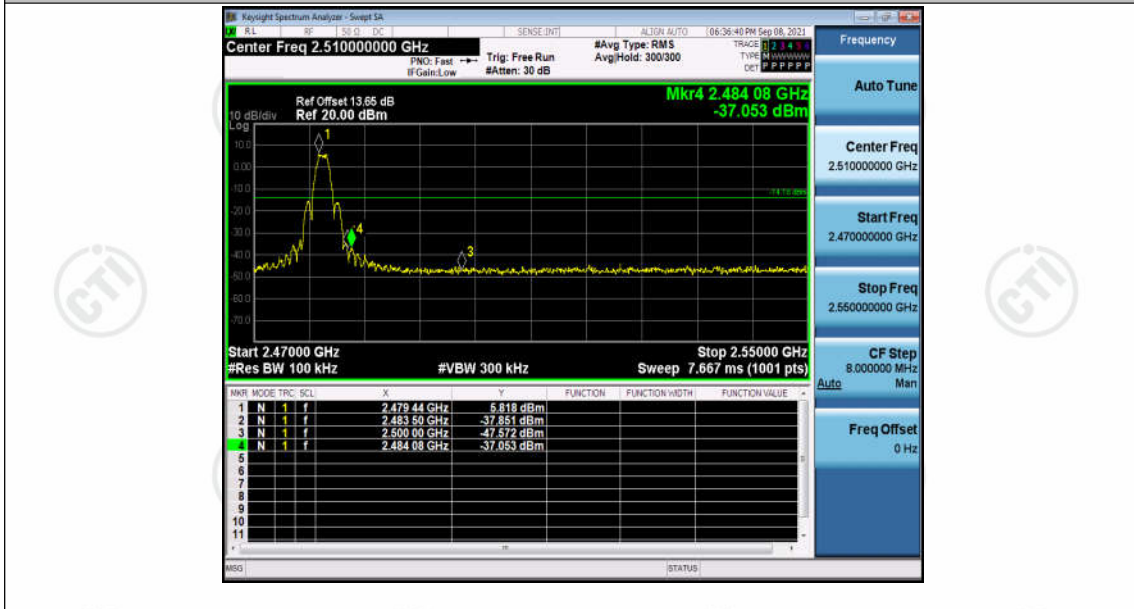 Keysight Spectrum Analyzer - Swept SA
RL RF 50 Ω DC SENSE:INT ALIGN AUTO 06:36:40 PM Sep 08, 2021
Center Freq 2.510000000 GHz
PNO: Fast
IFGain:Low
Trig: Free Run
#Atten: 30 dB
#Avg Type: RMS
Avg|Hold: 300/300
TRACE 1 2 3 4 5 6
TYPE M W W W W W
DET P P P P P P
Frequency
Auto Tune
Center Freq
2.510000000 GHz
Start Freq
2.470000000 GHz
Stop Freq
2.550000000 GHz
CF Step
8.000000 MHz
Auto Man
Freq Offset
0 Hz
Mkr4 2.484 08 GHz
-37.053 dBm
Ref Offset 13.65 dB
10 dB/div Ref 20.00 dBm
Log
10.0
0.00
-10.0
-20.0
-30.0
-40.0
-50.0
-60.0
-70.0
1
4
3
Start 2.47000 GHz Stop 2.55000 GHz
#Res BW 100 kHz #VBW 300 kHz Sweep 7.667 ms (1001 pts)
MKR MODE TRC SCL X Y FUNCTION FUNCTION WIDTH FUNCTION VALUE
1 N 1 f 2.479 44 GHz 5.818 dBm
2 N 1 f 2.483 50 GHz -37.851 dBm
3 N 1 f 2.500 00 GHz -47.572 dBm
4 N 1 f 2.484 08 GHz -37.053 dBm
5
6
7
8
9
10
11
MSG STATUS
CTI
CTI